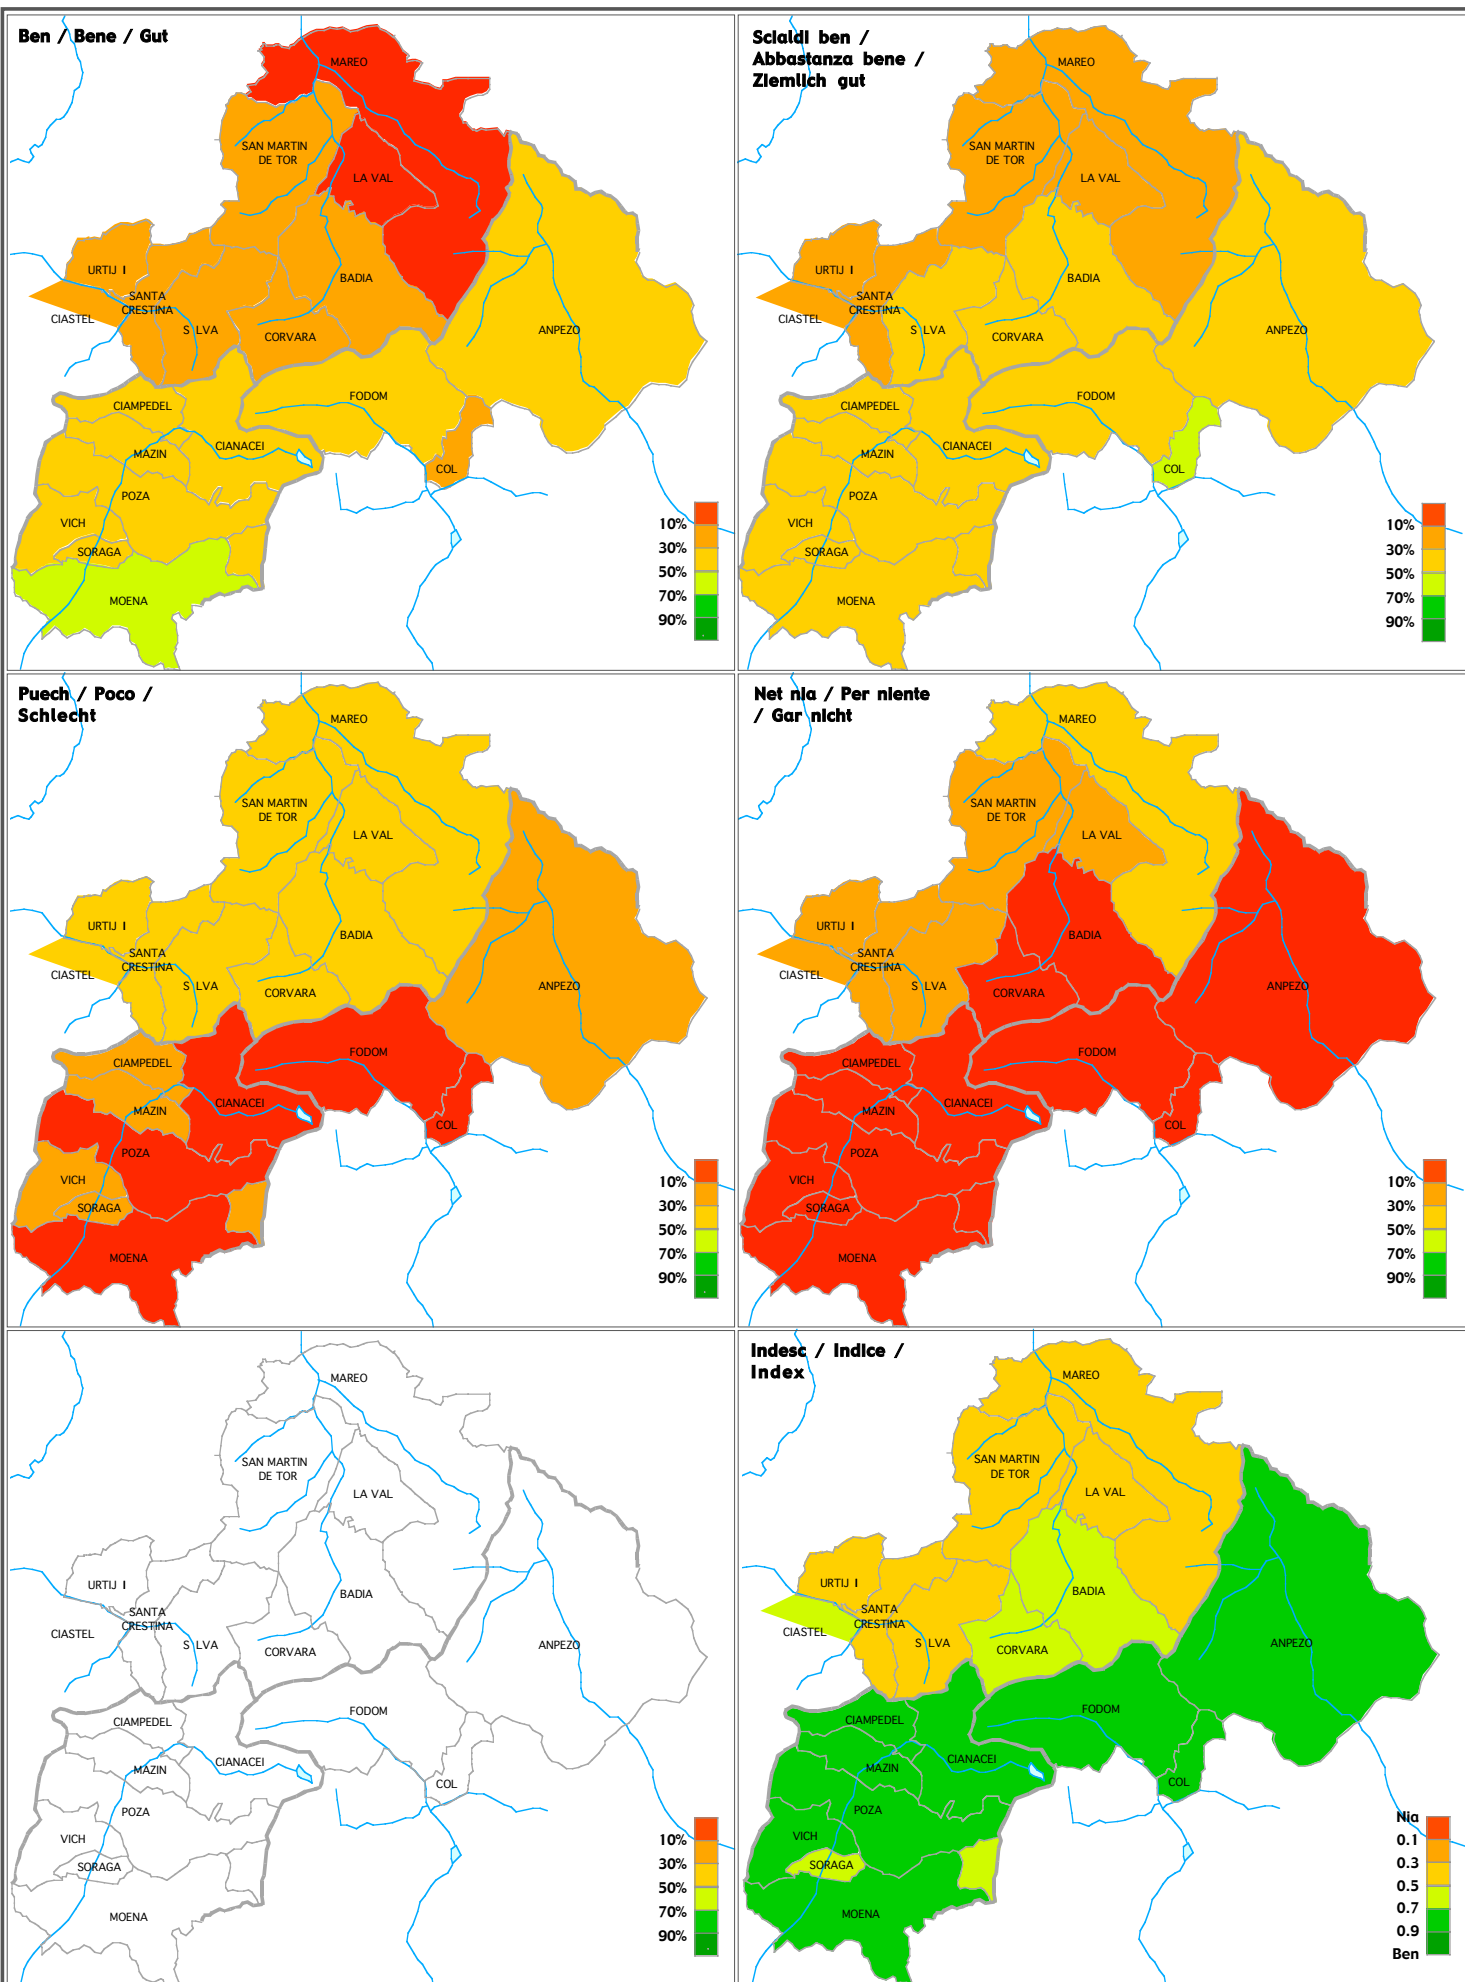 Ben / Bene / Gut
MAREO
SAN MARTIN
DE TOR
LA VAL
URTIJ I
SANTA
CRESTINA
CIASTEL
S LVA
BADIA
CORVARA
ANPEZO
FODOM
CIAMPEDEL
MAZIN
CIANACEI
COL
POZA
VICH
SORAGA
MOENA
10%
30%
50%
70%
90%
Scialdi ben /
Abbastanza bene /
Ziemlich gut
MAREO
SAN MARTIN
DE TOR
LA VAL
URTIJ I
SANTA
CRESTINA
CIASTEL
S LVA
BADIA
CORVARA
ANPEZO
FODOM
CIAMPEDEL
MAZIN
CIANACEI
COL
POZA
VICH
SORAGA
MOENA
10%
30%
50%
70%
90%
Puech / Poco /
Schlecht
MAREO
SAN MARTIN
DE TOR
LA VAL
URTIJ I
SANTA
CRESTINA
CIASTEL
S LVA
BADIA
CORVARA
ANPEZO
FODOM
CIAMPEDEL
MAZIN
CIANACEI
COL
POZA
VICH
SORAGA
MOENA
10%
30%
50%
70%
90%
Net nia / Per niente
/ Gar nicht
MAREO
SAN MARTIN
DE TOR
LA VAL
URTIJ I
SANTA
CRESTINA
CIASTEL
S LVA
BADIA
CORVARA
ANPEZO
FODOM
CIAMPEDEL
MAZIN
CIANACEI
COL
POZA
VICH
SORAGA
MOENA
10%
30%
50%
70%
90%
MAREO
SAN MARTIN
DE TOR
LA VAL
URTIJ I
SANTA
CRESTINA
CIASTEL
S LVA
BADIA
CORVARA
ANPEZO
FODOM
CIAMPEDEL
MAZIN
CIANACEI
COL
POZA
VICH
SORAGA
MOENA
10%
30%
50%
70%
90%
Indesc / Indice /
Index
MAREO
SAN MARTIN
DE TOR
LA VAL
URTIJ I
SANTA
CRESTINA
CIASTEL
S LVA
BADIA
CORVARA
ANPEZO
FODOM
CIAMPEDEL
MAZIN
CIANACEI
COL
POZA
VICH
SORAGA
MOENA
Nia
0.1
0.3
0.5
0.7
0.9
Ben